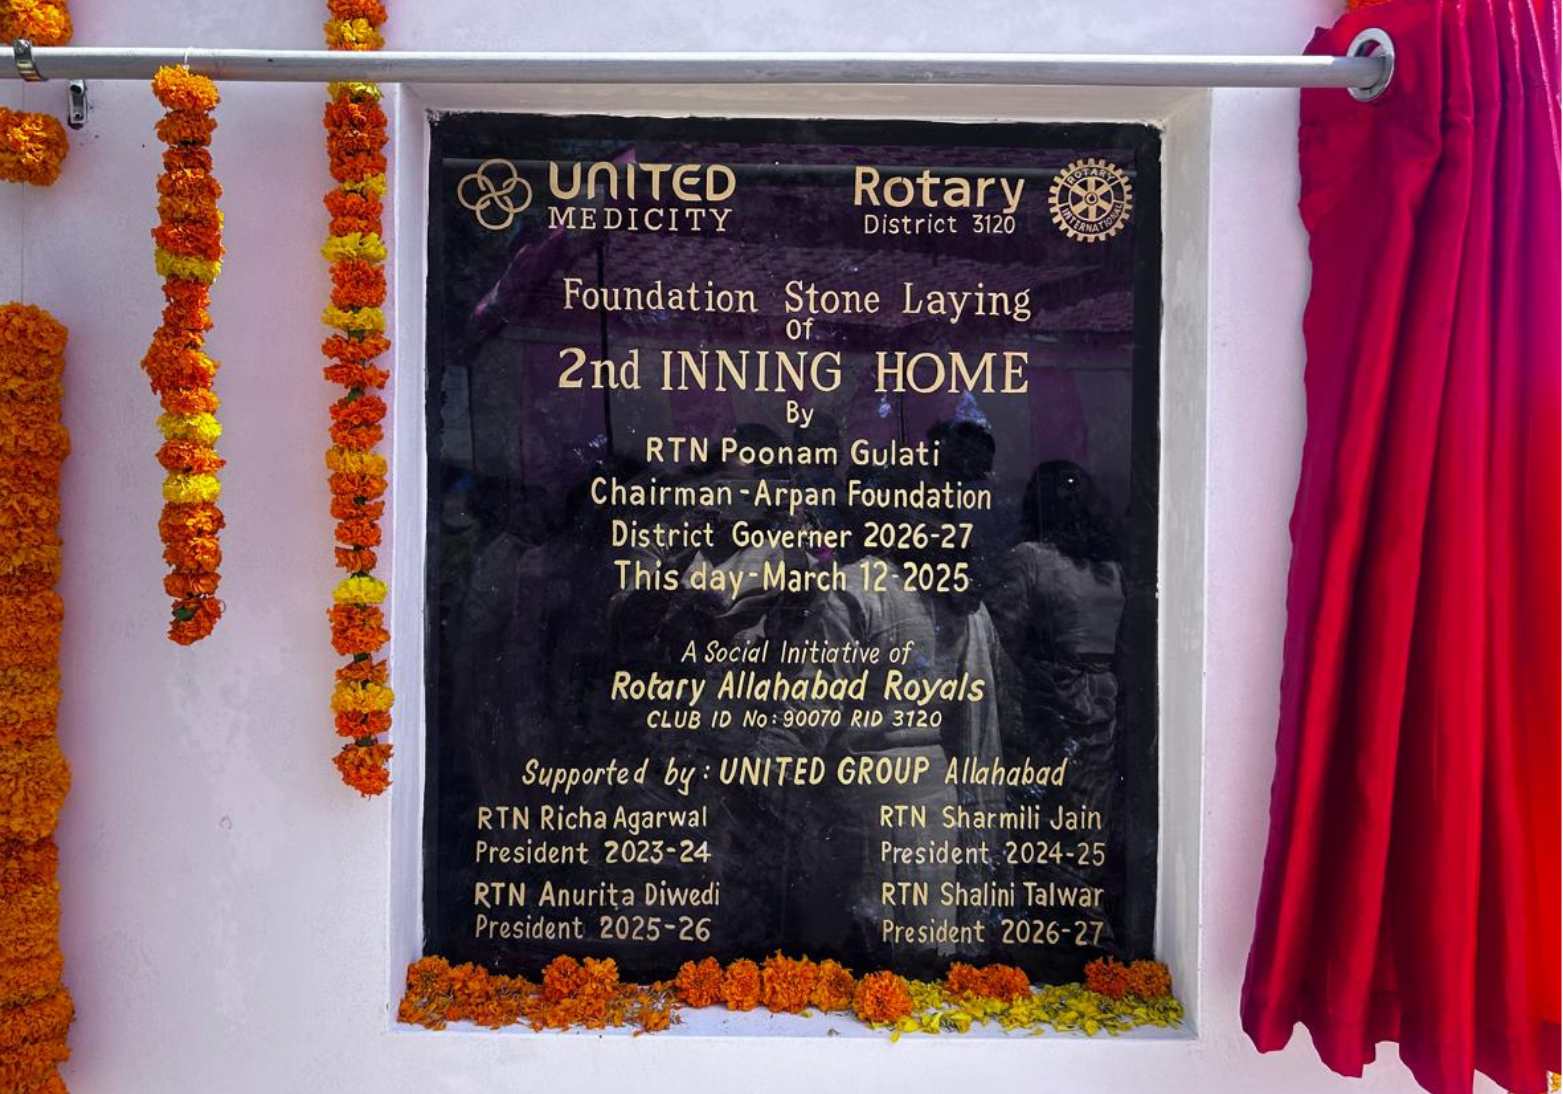 UNITED
MEDICITY
Rotary
District 3120
ROTARY
INTERNATIONAL
Foundation Stone Laying
Of
2nd INNING HOME
By
RTN Poonam Gulati
Chairman-Arpan Foundation
District Governer 2026-27
This day-March 12-2025
A Social Initiative of
Rotary Allahabad Royals
CLUB ID No: 90070 RID 3120
Supported by: UNITED GROUP Allahabad
RTN Richa Agarwal
President 2023-24
RTN Sharmili Jain
President 2024-25
RTN Anurita Diwedi
President 2025-26
RTN Shalini Talwar
President 2026-27